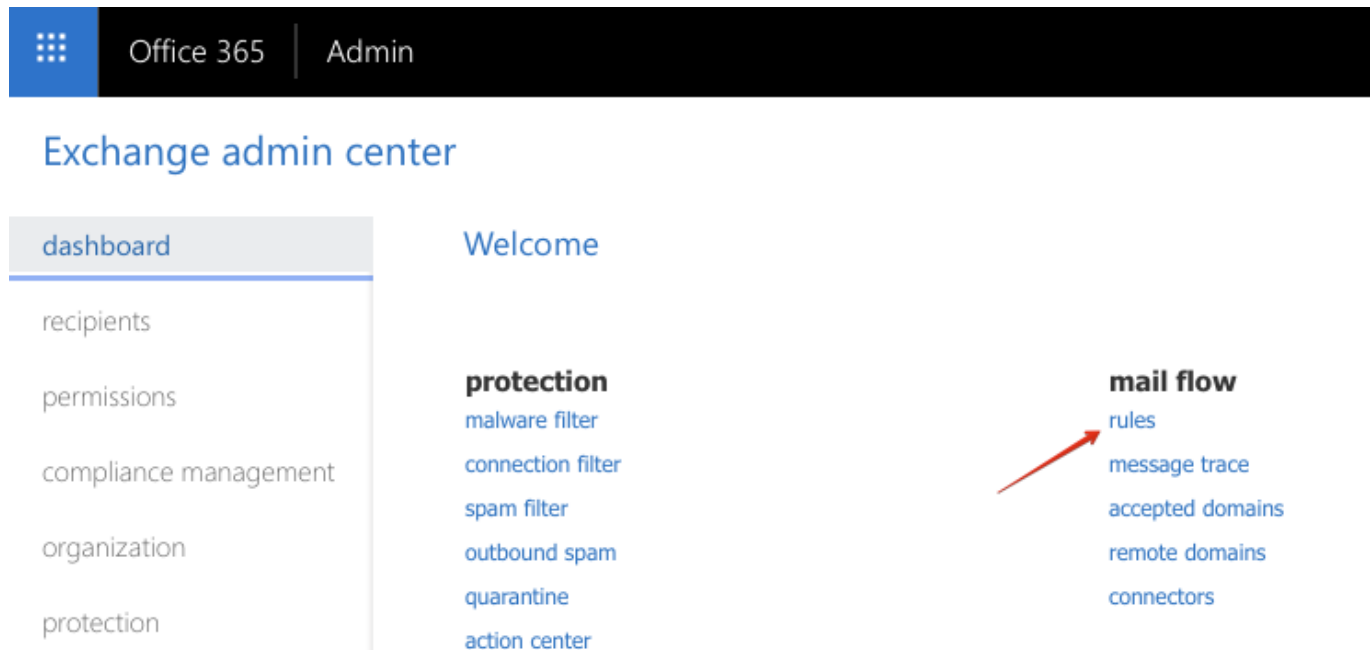 Office 365 Admin
Exchange admin center
dashboard
recipients
permissions
compliance management
organization
protection
Welcome
protection
malware filter
connection filter
spam filter
outbound spam
quarantine
action center
mail flow
rules
message trace
accepted domains
remote domains
connectors